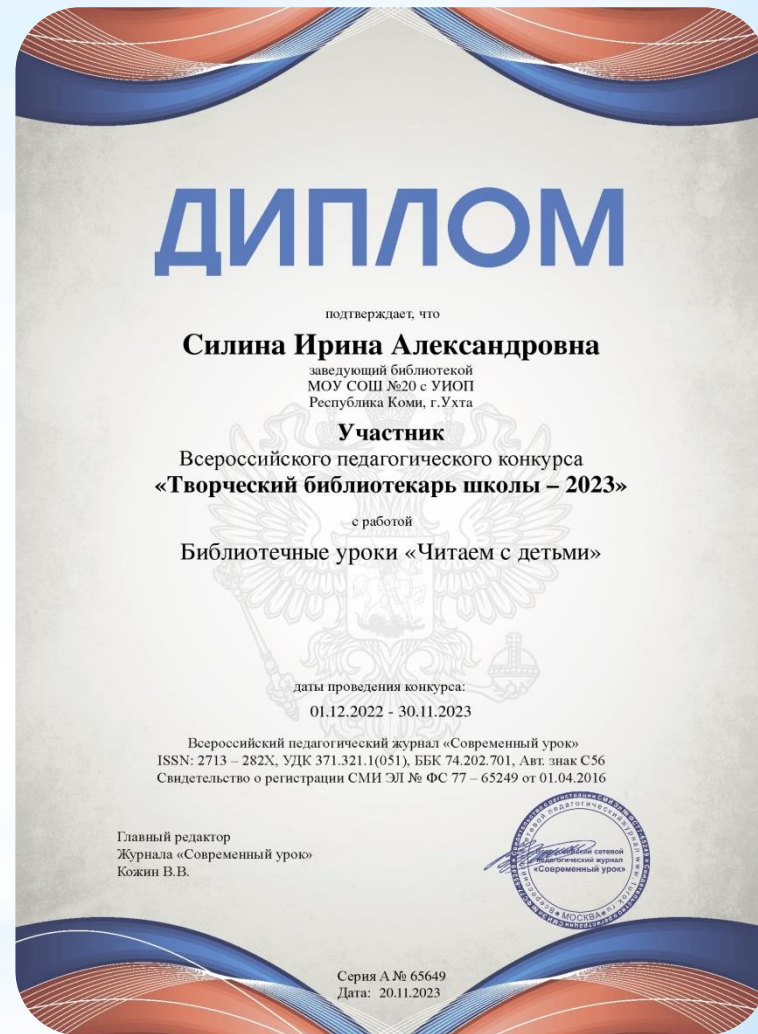 ДИПЛОМ
подтверждает, что
Силина Ирина Александровна
заведующий библиотекой
МОУ СОШ №20 с УИОП
Республика Коми, г.Ухта
Участник
Всероссийского педагогического конкурса
«Творческий библиотекарь школы – 2023»
с работой
Библиотечные уроки «Читаем с детьми»
даты проведения конкурса:
01.12.2022 - 30.11.2023
Всероссийский педагогический журнал «Современный урок»
ISSN: 2713 – 282X, УДК 371.321.1(051), ББК 74.202.701, Авт. знак С56
Свидетельство о регистрации СМИ ЭЛ № ФС 77 – 65249 от 01.04.2016
Главный редактор
Журнала «Современный урок»
Кожин В.В.
Всероссийский сетевой
педагогический журнал
«Современный урок»
МОСКВА
Серия А № 65649
Дата: 20.11.2023